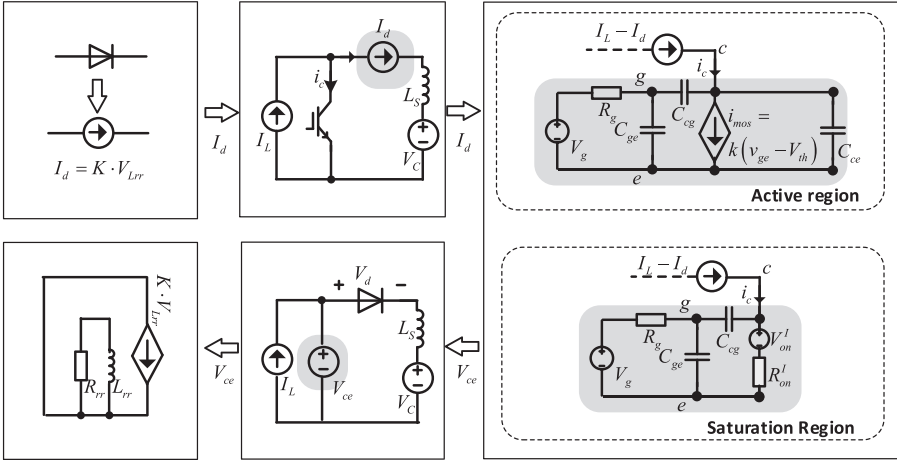 I_d = K · V_Lrr
I_d
I_d
i_c
I_L
L_S
V_C
I_d
I_L – I_d
c
i_c
g
R_g
C_cg
C_ge
V_g
i_mos =
k(v_ge – V_th)
C_ce
e
Active region
K · V_Lrr
R_rr
L_rr
V_ce
+ V_d –
L_S
I_L
V_ce
V_C
V_ce
I_L – I_d
c
i_c
g
R_g
C_cg
C_ge
V_g
V_on^I
R_on^I
e
Saturation Region